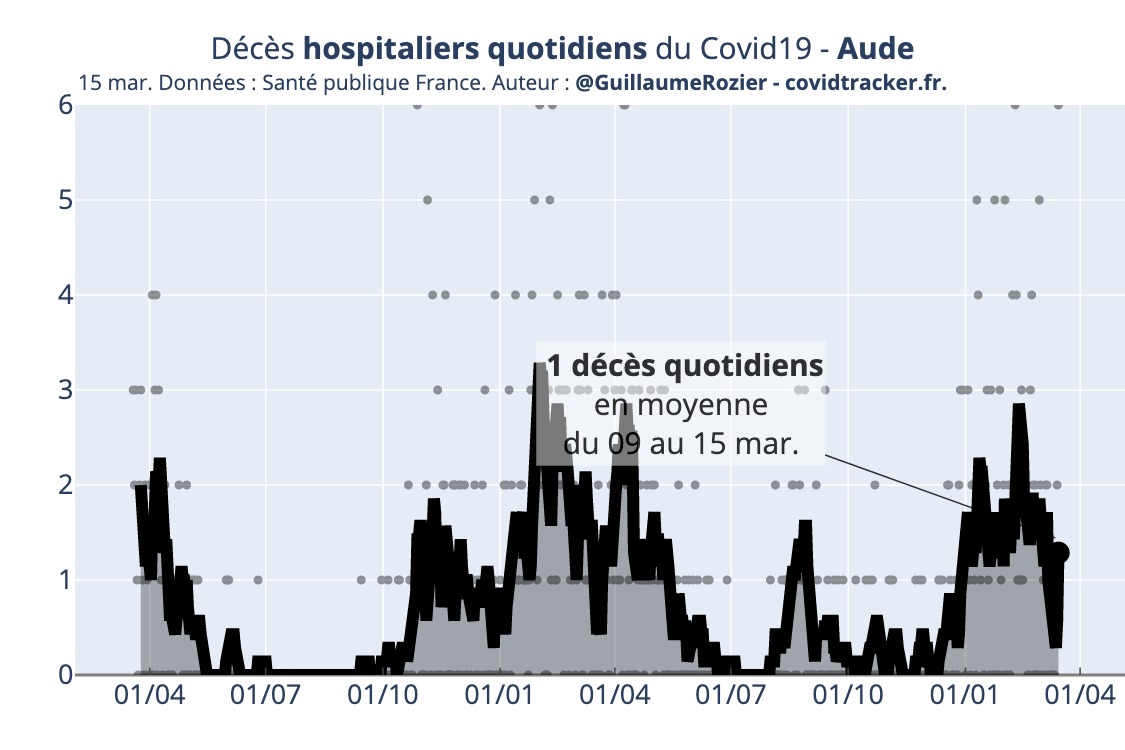 Décès hospitaliers quotidiens du Covid19 - Aude
15 mar. Données : Santé publique France. Auteur : @GuillaumeRozier - covidtracker.fr.
6
5
4
3
2
1
0
1 décès quotidiens
en moyenne
du 09 au 15 mar.
01/04 01/07 01/10 01/01 01/04 01/07 01/10 01/01 01/04